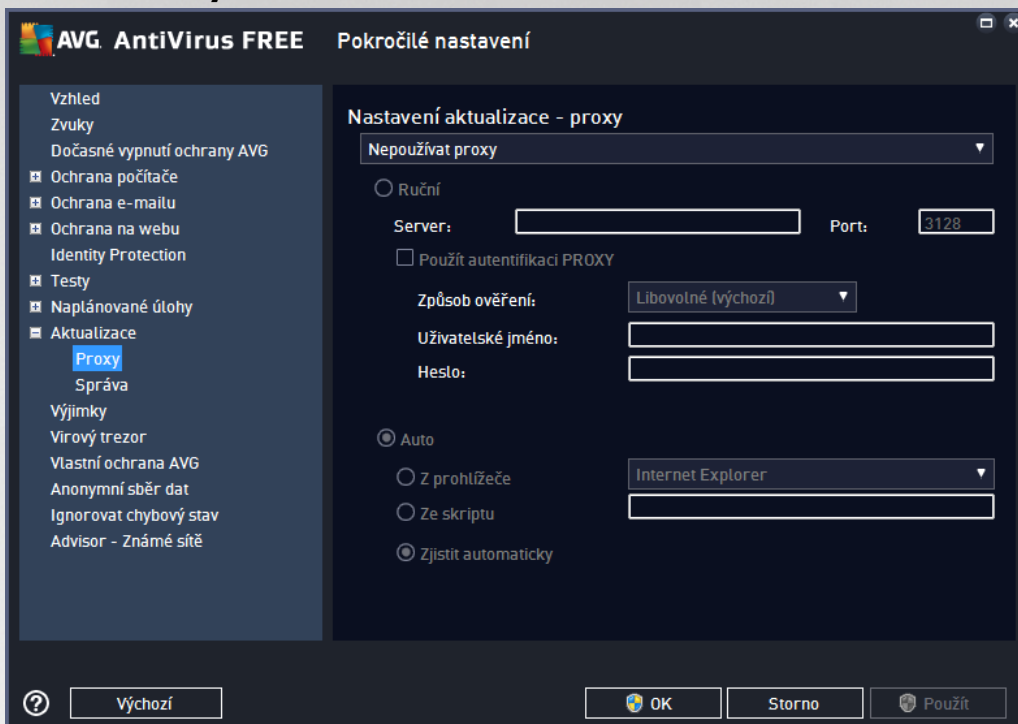 AVG. AntiVirus FREE Pokročilé nastavení
Vzhled
Zvuky
Dočasné vypnutí ochrany AVG
Ochrana počítače
Ochrana e-mailu
Ochrana na webu
Identity Protection
Testy
Naplánované úlohy
Aktualizace
Proxy
Správa
Výjimky
Virový trezor
Vlastní ochrana AVG
Anonymní sběr dat
Ignorovat chybový stav
Advisor - Známé sítě
Nastavení aktualizace - proxy
Nepoužívat proxy
Ruční
Server: Port: 3128
Použít autentifikaci PROXY
Způsob ověření: Libovolné (výchozí)
Uživatelské jméno:
Heslo:
Auto
Z prohlížeče Internet Explorer
Ze skriptu
Zjistit automaticky
? Výchozí OK Storno Použít